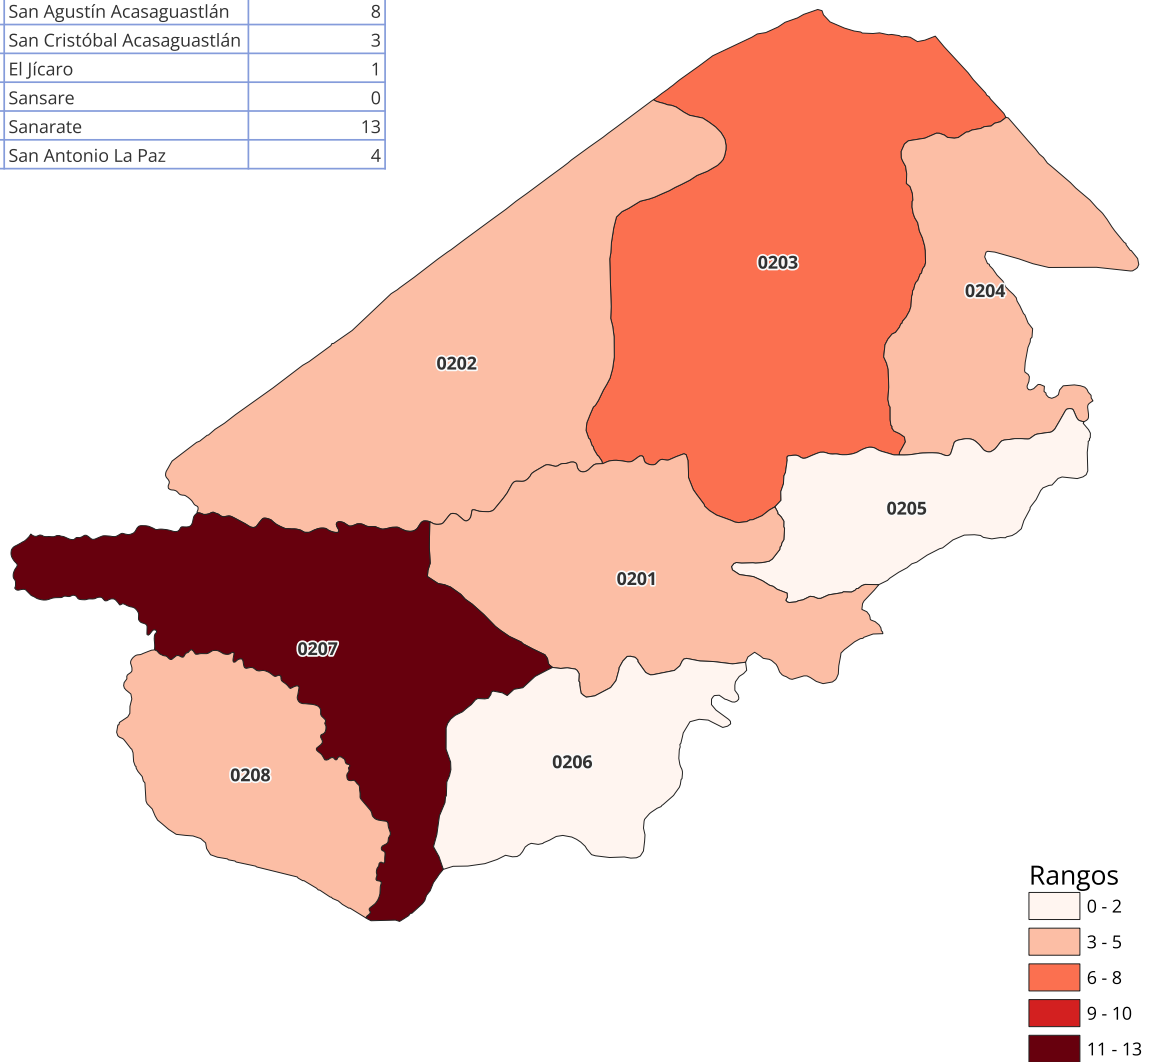 San Agustín Acasaguastlán 8
San Cristóbal Acasaguastlán 3
El Jícaro 1
Sansare 0
Sanarate 13
San Antonio La Paz 4
0203
0204
0202
0205
0201
0207
0206
0208
Rangos
0 - 2
3 - 5
6 - 8
9 - 10
11 - 13